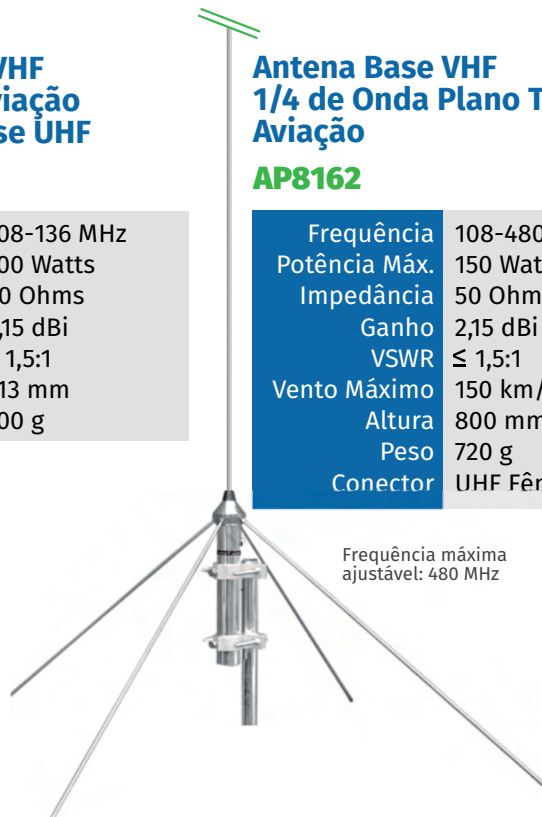 VHF
viação
se UHF
08-136 MHz
00 Watts
0 Ohms
,15 dBi
1,5:1
13 mm
00 g
Antena Base VHF
1/4 de Onda Plano T
Aviação
AP8162
Frequência 108-480
Potência Máx. 150 Wat
Impedância 50 Ohm
Ganho 2,15 dBi
VSWR ≤ 1,5:1
Vento Máximo 150 km/
Altura 800 mm
Peso 720 g
Conector UHF Fên
Frequência máxima
ajustável: 480 MHz